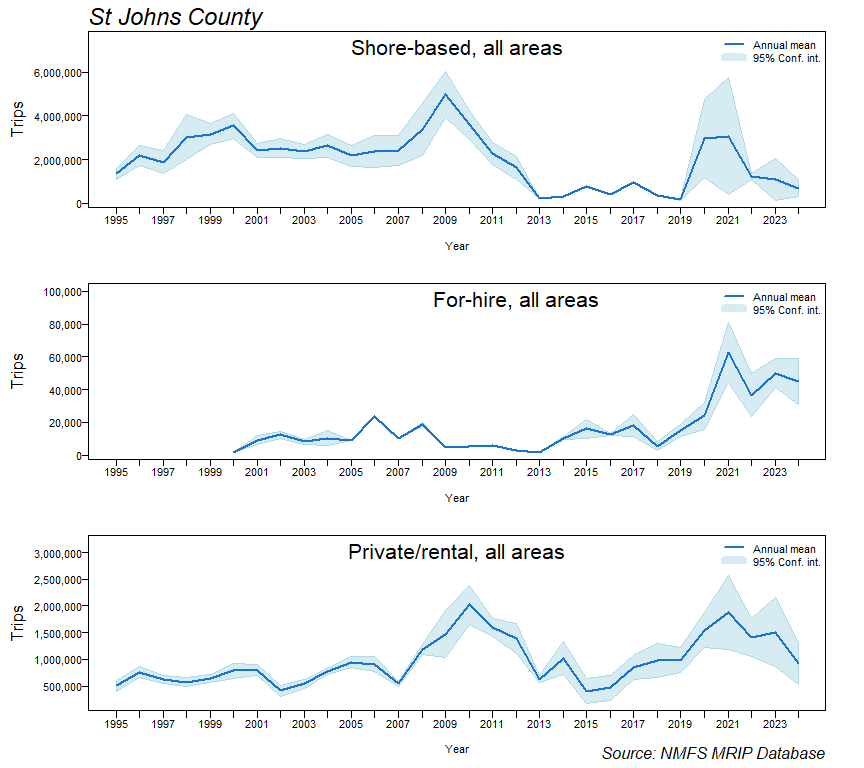 St Johns County
Shore-based, all areas
Annual mean
95% Conf. int.
Trips
6,000,000
4,000,000
2,000,000
0
1995 1997 1999 2001 2003 2005 2007 2009 2011 2013 2015 2017 2019 2021 2023
Year
For-hire, all areas
Annual mean
95% Conf. int.
Trips
100,000
80,000
60,000
40,000
20,000
0
1995 1997 1999 2001 2003 2005 2007 2009 2011 2013 2015 2017 2019 2021 2023
Year
Private/rental, all areas
Annual mean
95% Conf. int.
Trips
3,000,000
2,500,000
2,000,000
1,500,000
1,000,000
500,000
1995 1997 1999 2001 2003 2005 2007 2009 2011 2013 2015 2017 2019 2021 2023
Year
Source: NMFS MRIP Database